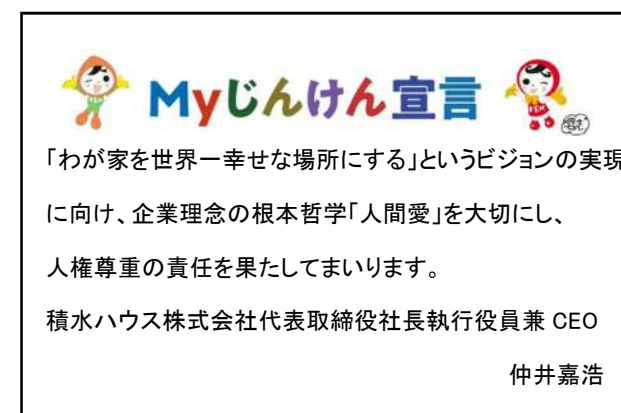 Myじんけん宣言
「わが家を世界一幸せな場所にする」というビジョンの実現
に向け、企業理念の根本哲学「人間愛」を大切にし、
人権尊重の責任を果たしてまいります。
積水ハウス株式会社代表取締役社長執行役員兼 CEO
仲井嘉浩